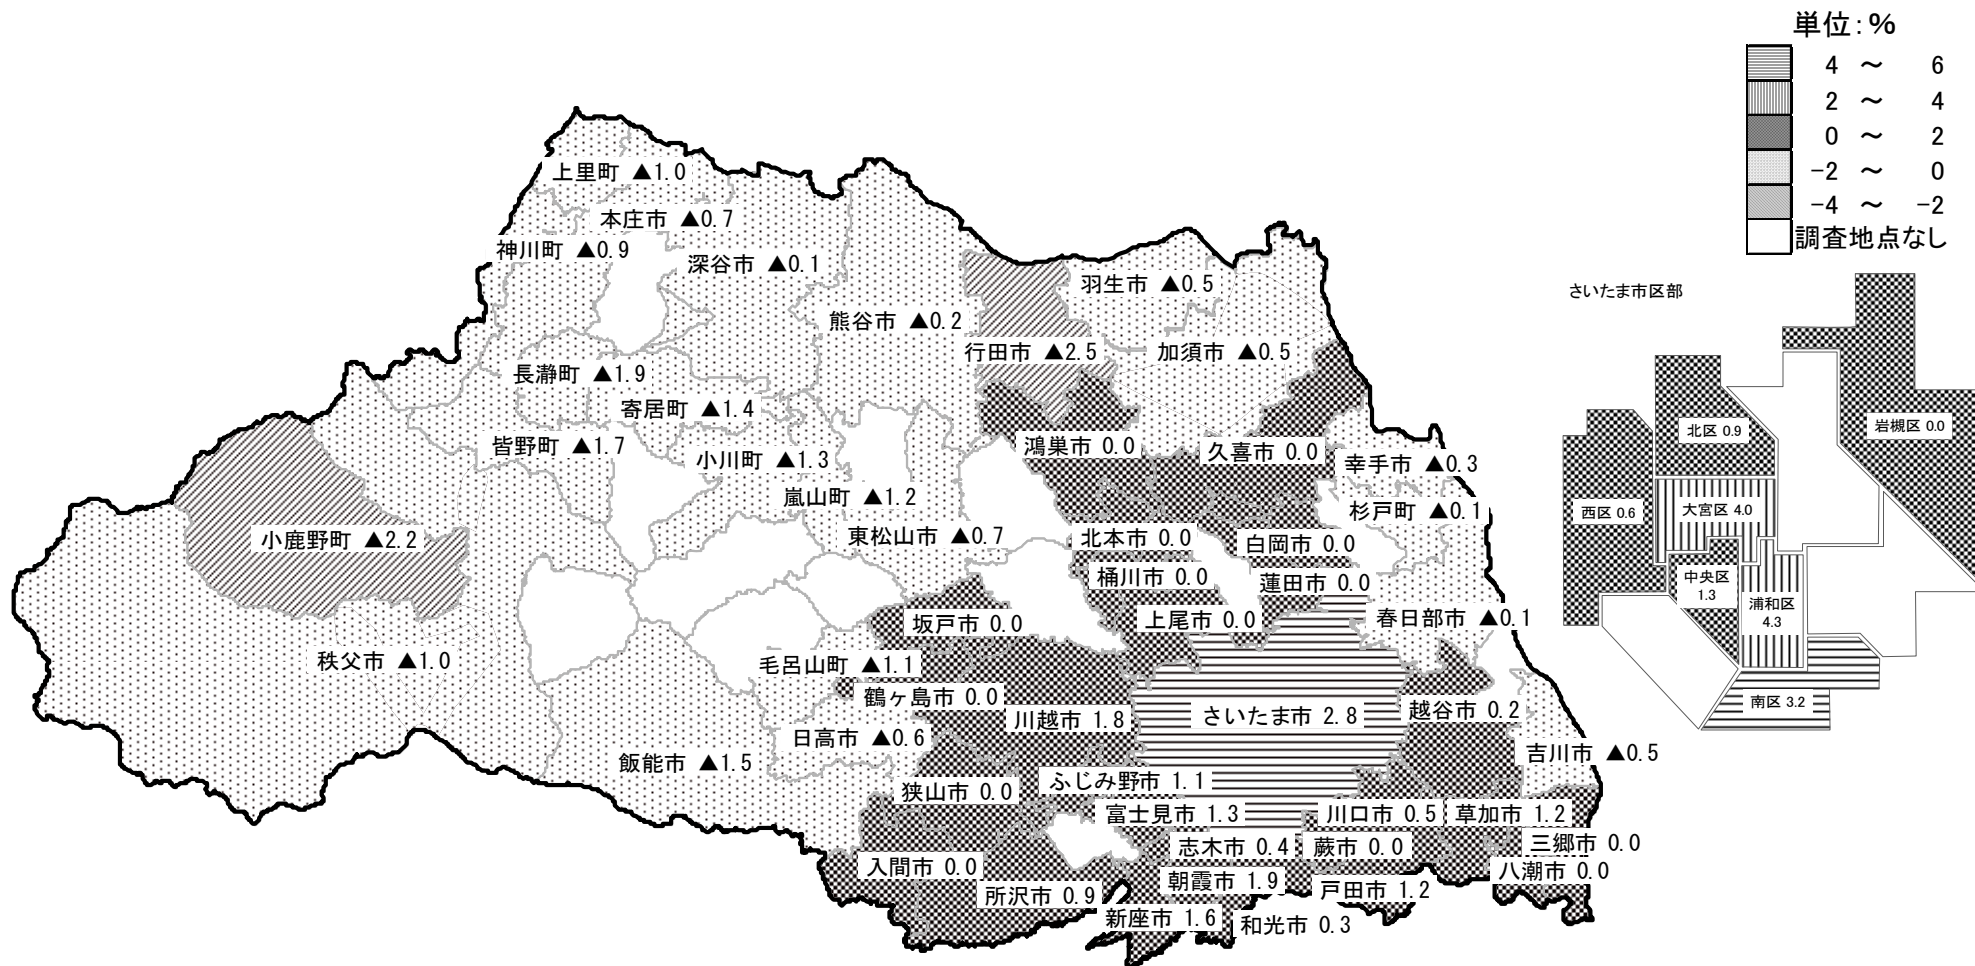 単位：%
4 ～ 6
2 ～ 4
0 ～ 2
-2 ～ 0
-4 ～ -2
調査地点なし
さいたま市区部
上里町 ▲1.0
本庄市 ▲0.7
神川町 ▲0.9
深谷市 ▲0.1
羽生市 ▲0.5
熊谷市 ▲0.2
行田市 ▲2.5
加須市 ▲0.5
長瀞町 ▲1.9
寄居町 ▲1.4
皆野町 ▲1.7
小川町 ▲1.3
鴻巣市 0.0
久喜市 0.0
幸手市 ▲0.3
嵐山町 ▲1.2
杉戸町 ▲0.1
小鹿野町 ▲2.2
東松山市 ▲0.7
北本市 0.0
白岡市 0.0
桶川市 0.0
蓮田市 0.0
坂戸市 0.0
上尾市 0.0
春日部市 ▲0.1
秩父市 ▲1.0
毛呂山町 ▲1.1
鶴ヶ島市 0.0
川越市 1.8
さいたま市 2.8
越谷市 0.2
日高市 ▲0.6
飯能市 ▲1.5
吉川市 ▲0.5
狭山市 0.0
ふじみ野市 1.1
富士見市 1.3
川口市 0.5
草加市 1.2
志木市 0.4
蕨市 0.0
三郷市 0.0
入間市 0.0
八潮市 0.0
所沢市 0.9
朝霞市 1.9
戸田市 1.2
新座市 1.6
和光市 0.3
岩槻区 0.0
北区 0.9
西区 0.6
大宮区 4.0
中央区
1.3
浦和区
4.3
南区 3.2